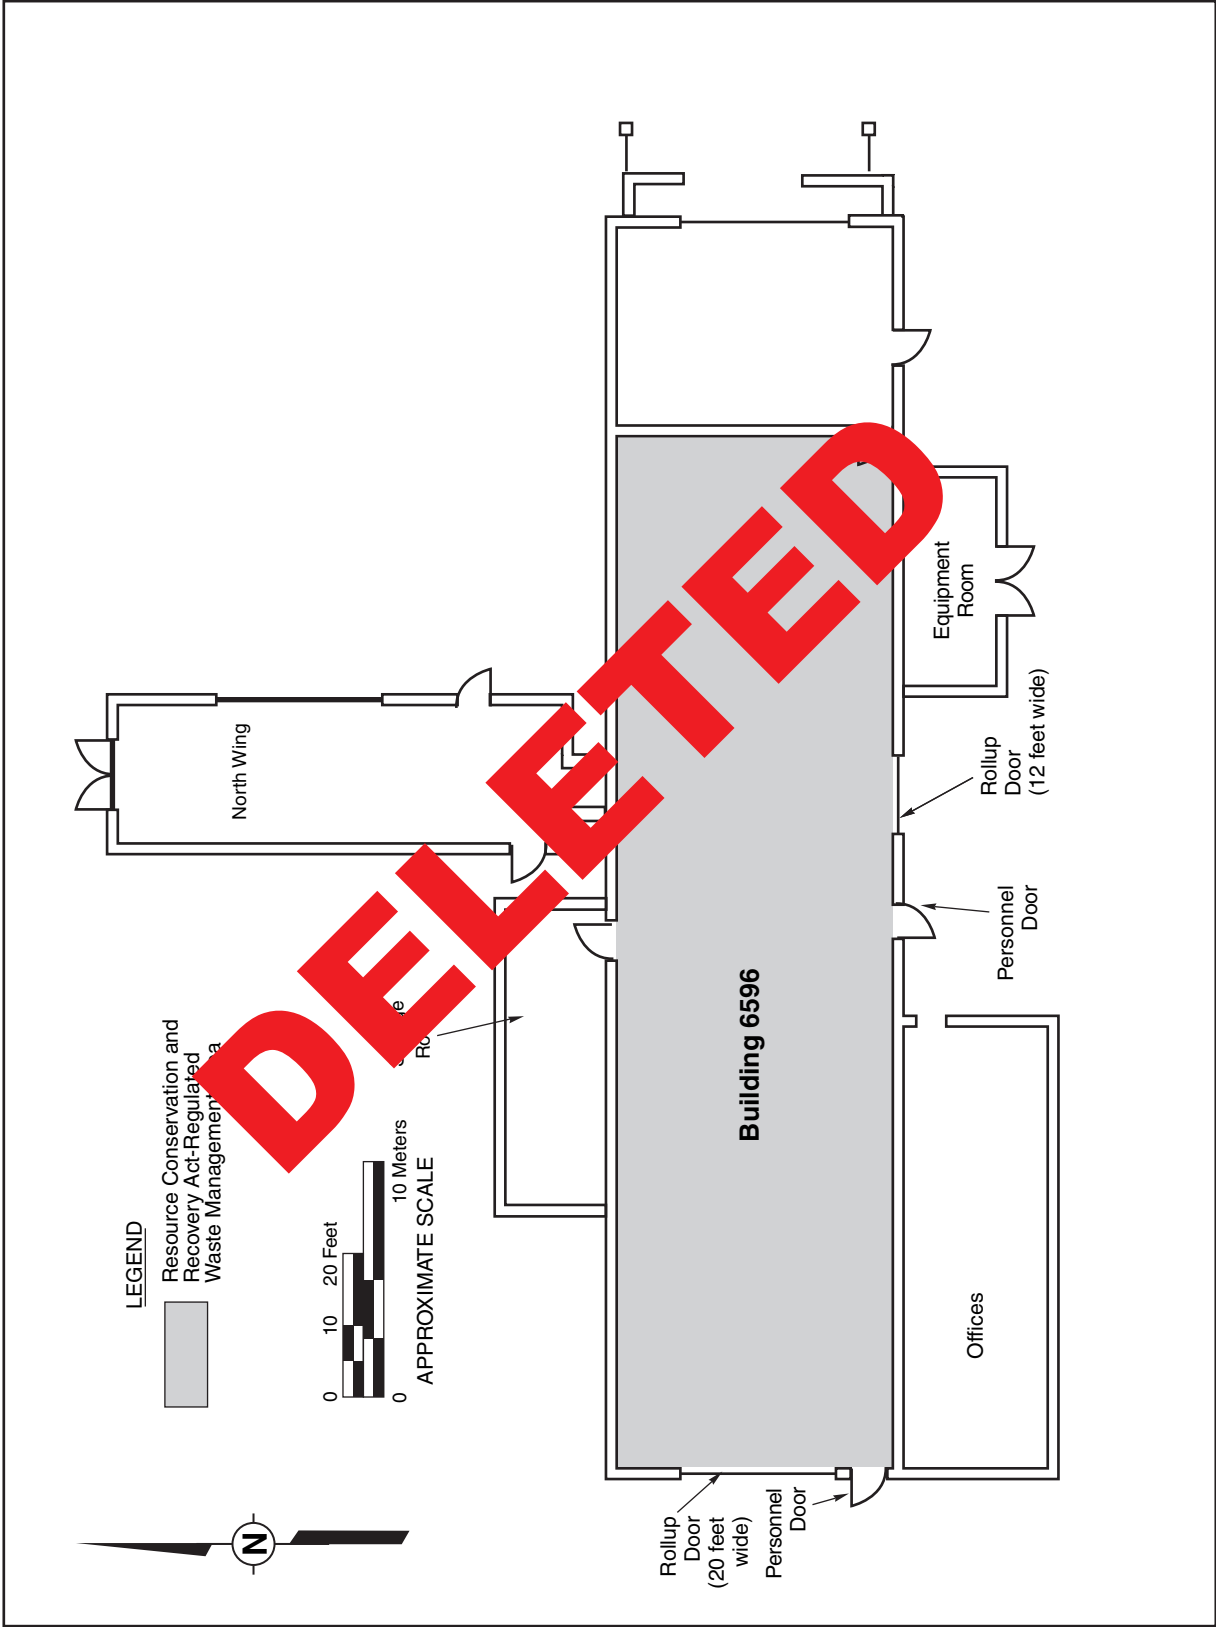 LEGEND
Resource Conservation and
Recovery Act-Regulated
Waste Management
0 10 20 Feet
0 10 Meters
APPROXIMATE SCALE
N
North Wing
DELETED
Building 6596
Equipment
Room
Rollup
Door
(12 feet wide)
Personnel
Door
Offices
Rollup
Door
(20 feet
wide)
Personnel
Door